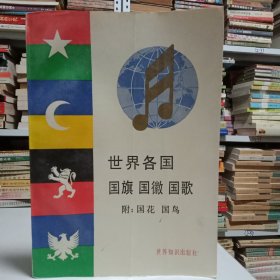 世界各国
国旗 国徽 国歌
附：国花 国鸟
世界知识出版社